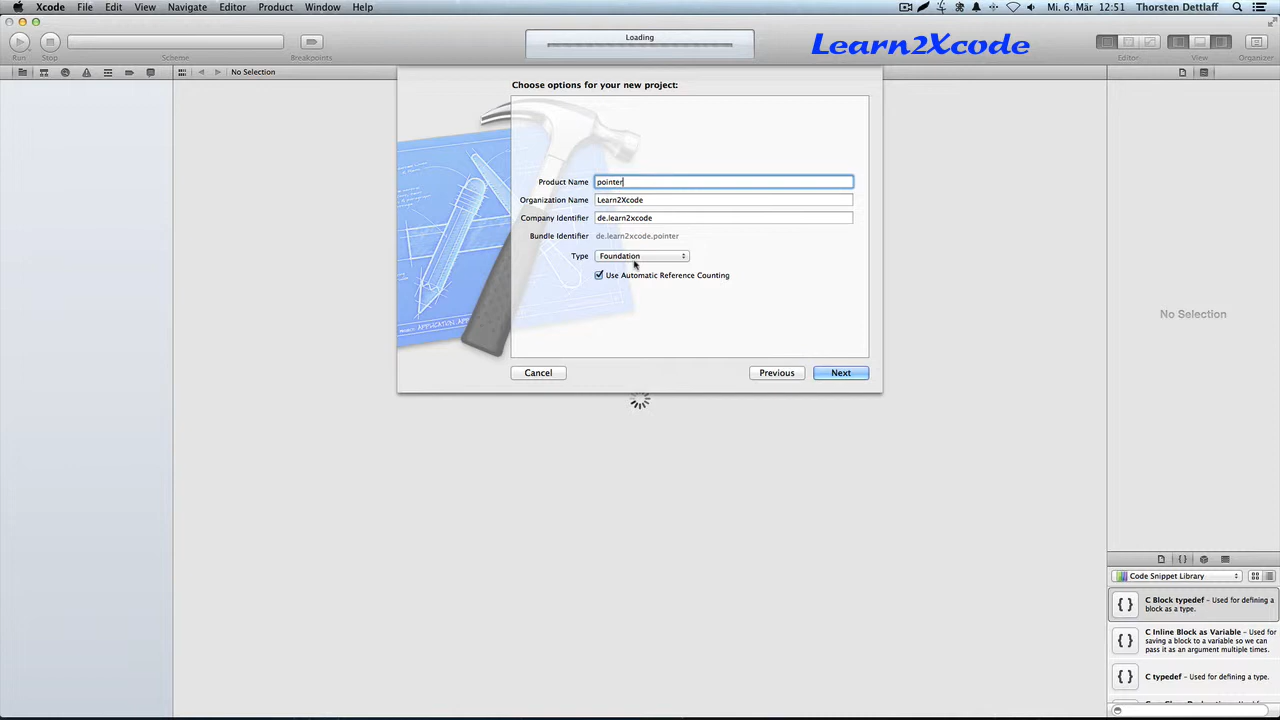 Xcode File Edit View Navigate Editor Product Window Help Mi. 6. Mär 12:51 Thorsten Dettlaff
Loading
Learn2Xcode
Run Stop Scheme Breakpoints Editor View Organizer
No Selection
Choose options for your new project:
Product Name pointer
Organization Name Learn2Xcode
Company Identifier de.learn2xcode
Bundle Identifier de.learn2xcode.pointer
Type Foundation
Use Automatic Reference Counting
Cancel Previous Next
No Selection
Code Snippet Library
C Block typedef – Used for defining a
block as a type.
C Inline Block as Variable – Used for
saving a block to a variable so we can
pass it as an argument multiple times.
C typedef – Used for defining a type.